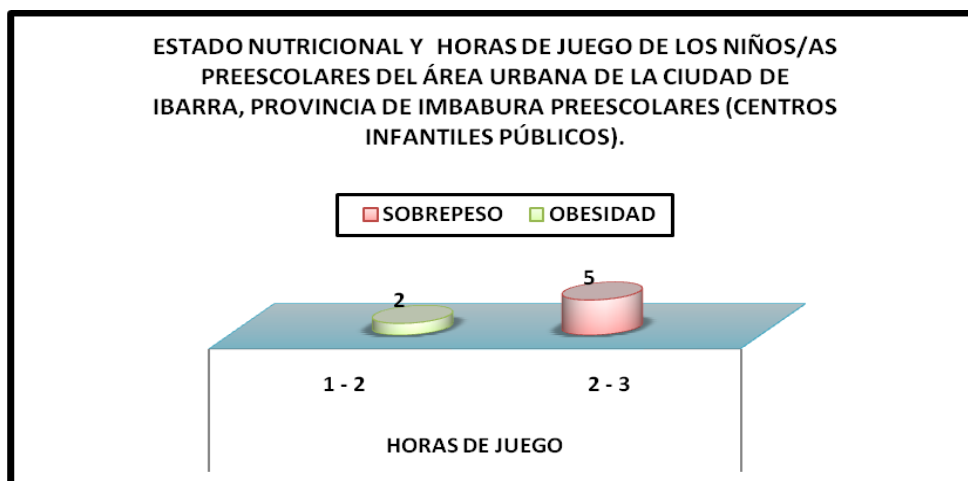 ESTADO NUTRICIONAL Y HORAS DE JUEGO DE LOS NIÑOS/AS
PREESCOLARES DEL ÁREA URBANA DE LA CIUDAD DE
IBARRA, PROVINCIA DE IMBABURA PREESCOLARES (CENTROS
INFANTILES PÚBLICOS).
SOBREPESO OBESIDAD
2 5
1 - 2 2 - 3
HORAS DE JUEGO